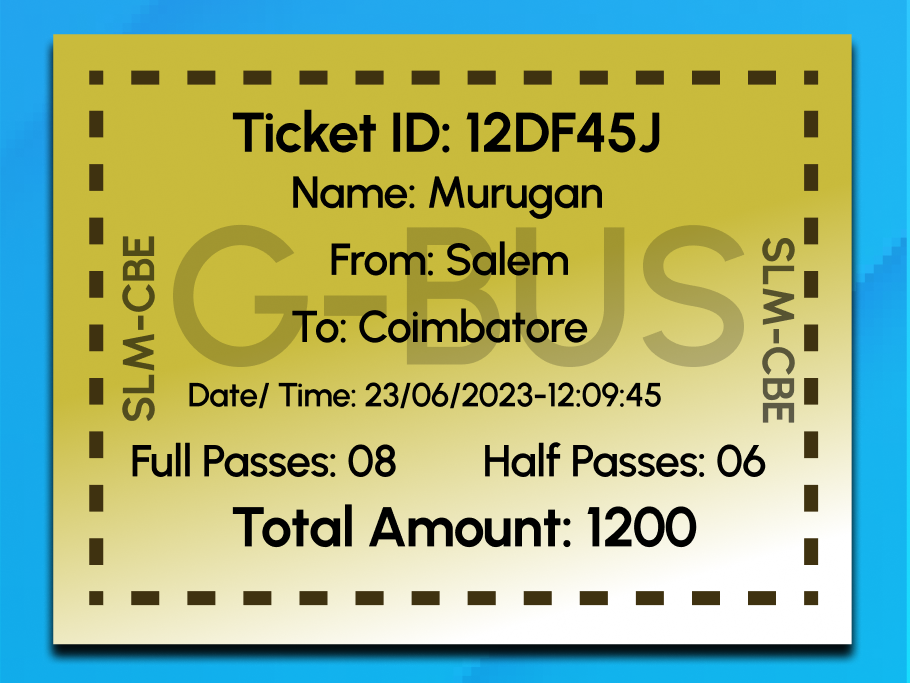 Ticket ID: 12DF45J
Name: Murugan
G-BUS
From: Salem
To: Coimbatore
SLM-CBE
SLM-CBE
Date/ Time: 23/06/2023-12:09:45
Full Passes: 08 Half Passes: 06
Total Amount: 1200